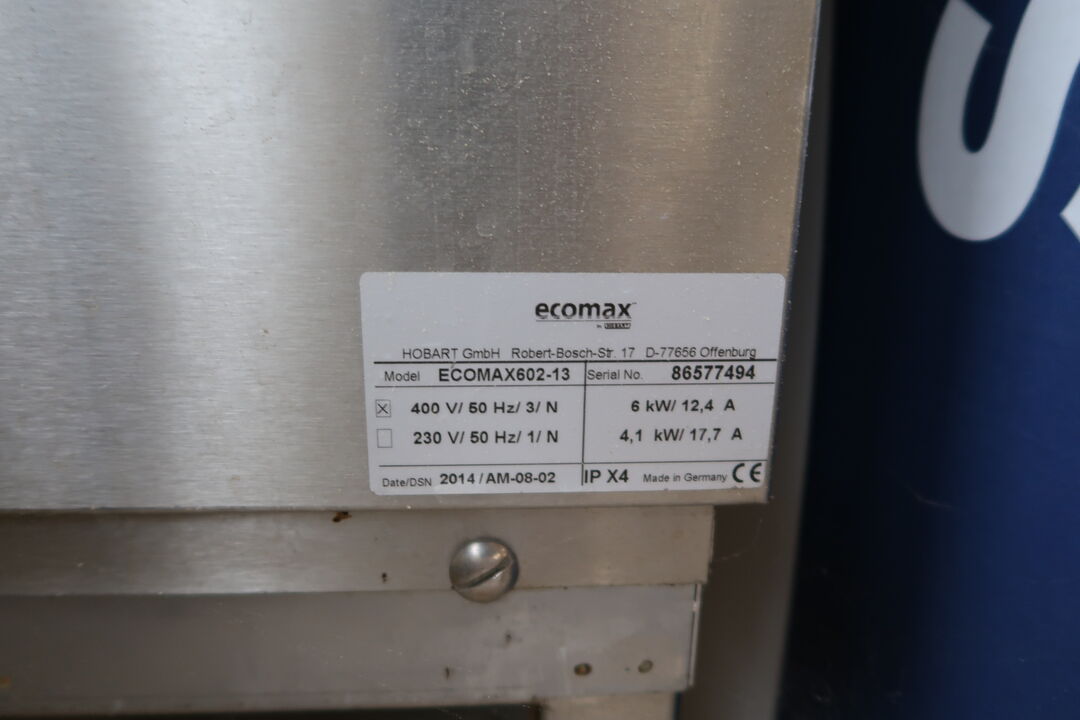 ecomax
by HOBART
HOBART GmbH Robert-Bosch-Str. 17 D-77656 Offenburg
Model ECOMAX602-13 Serial No. 86577494
400 V/ 50 Hz/ 3/ N 6 kW/ 12,4 A
230 V/ 50 Hz/ 1/ N 4,1 kW/ 17,7 A
Date/DSN 2014 / AM-08-02 IP X4 Made in Germany CE
S